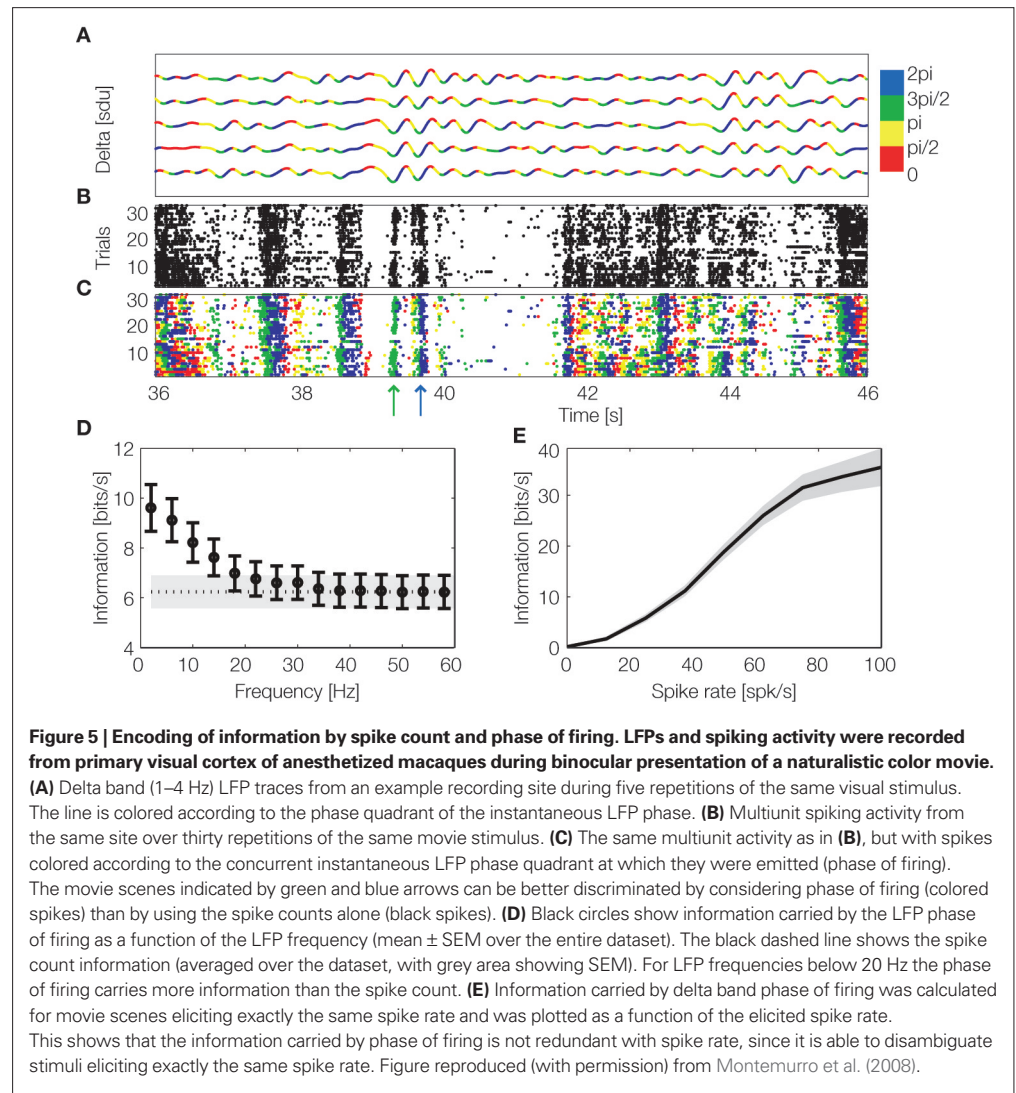 A
Delta [sdu]
2pi
3pi/2
pi
pi/2
0
B
Trials
30
20
10
C
30
20
10
36 38 40 42 44 46
Time [s]
D
Information [bits/s]
12
10
8
6
4
0 10 20 30 40 50 60
Frequency [Hz]
E
Information [bits/s]
40
30
20
10
0
0 20 40 60 80 100
Spike rate [spk/s]
Figure 5 | Encoding of information by spike count and phase of firing. LFPs and spiking activity were recorded
from primary visual cortex of anesthetized macaques during binocular presentation of a naturalistic color movie.
(A) Delta band (1–4 Hz) LFP traces from an example recording site during five repetitions of the same visual stimulus.
The line is colored according to the phase quadrant of the instantaneous LFP phase. (B) Multiunit spiking activity from
the same site over thirty repetitions of the same movie stimulus. (C) The same multiunit activity as in (B), but with spikes
colored according to the concurrent instantaneous LFP phase quadrant at which they were emitted (phase of firing).
The movie scenes indicated by green and blue arrows can be better discriminated by considering phase of firing (colored
spikes) than by using the spike counts alone (black spikes). (D) Black circles show information carried by the LFP phase
of firing as a function of the LFP frequency (mean ± SEM over the entire dataset). The black dashed line shows the spike
count information (averaged over the dataset, with grey area showing SEM). For LFP frequencies below 20 Hz the phase
of firing carries more information than the spike count. (E) Information carried by delta band phase of firing was calculated
for movie scenes eliciting exactly the same spike rate and was plotted as a function of the elicited spike rate.
This shows that the information carried by phase of firing is not redundant with spike rate, since it is able to disambiguate
stimuli eliciting exactly the same spike rate. Figure reproduced (with permission) from Montemurro et al. (2008).